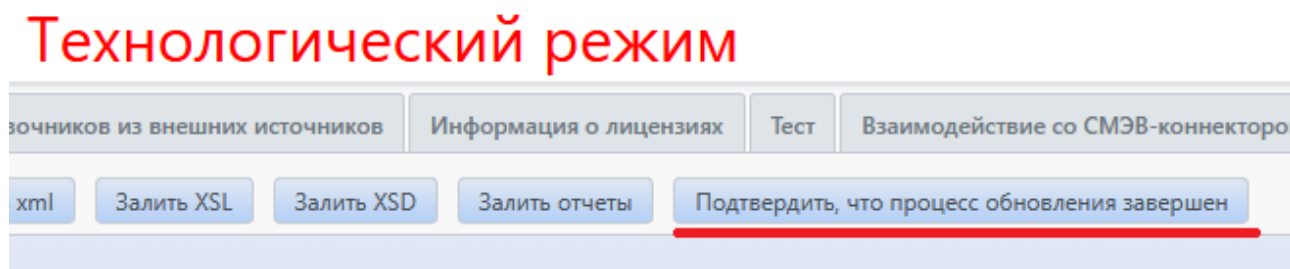 Технологический режим
вочников из внешних источников Информация о лицензиях Тест Взаимодействие со СМЭВ-коннекторо
xml Залить XSL Залить XSD Залить отчеты Подтвердить, что процесс обновления завершен